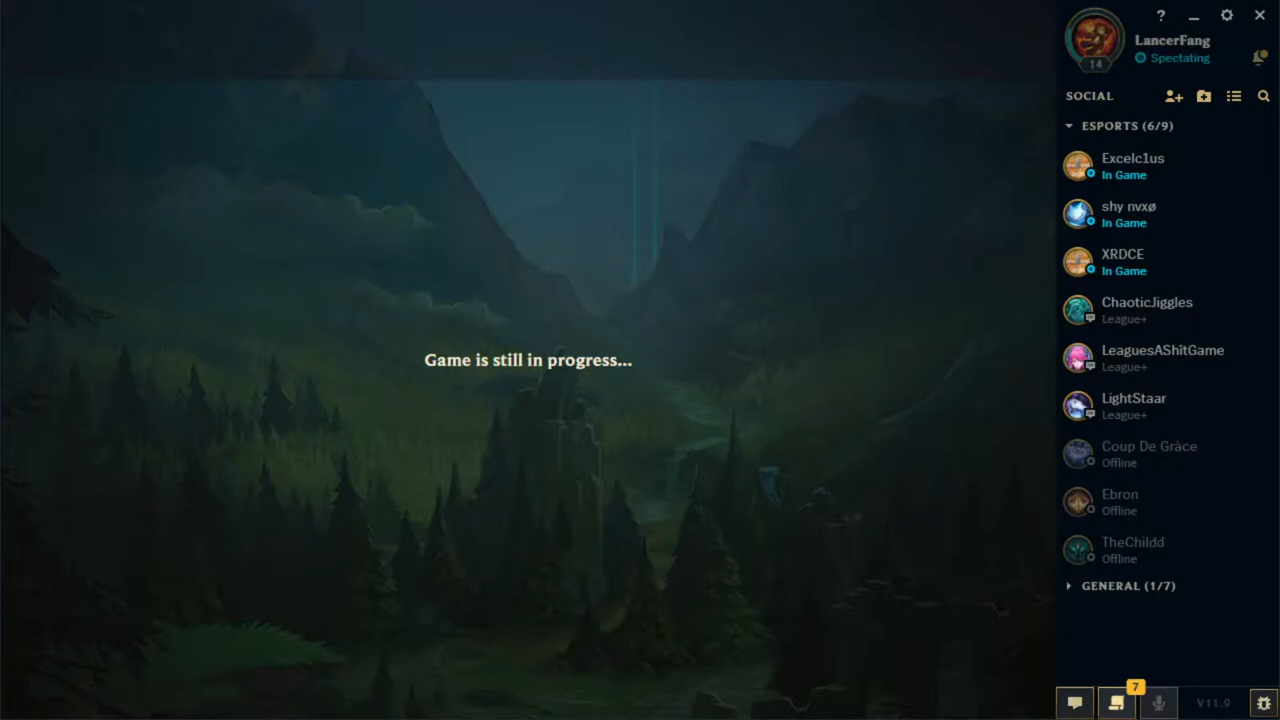 ?
LancerFang
14
Spectating
SOCIAL
ESPORTS (6/9)
Excelc1us
In Game
shy nvxø
In Game
XRDCE
In Game
ChaoticJiggles
League+
LeaguesAShîtGame
League+
LightStaar
League+
Coup De Gràce
Offline
Ebron
Offline
TheChildd
Offline
GENERAL (1/7)
Game is still in progress...
7
V11.9